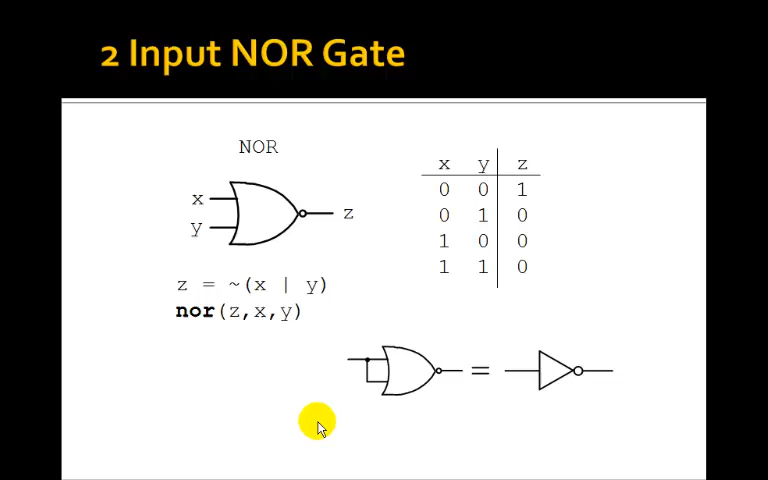 2 Input NOR Gate
NOR
x
y
z
z = ~(x | y)
nor(z,x,y)
x y z
0 0 1
0 1 0
1 0 0
1 1 0
=